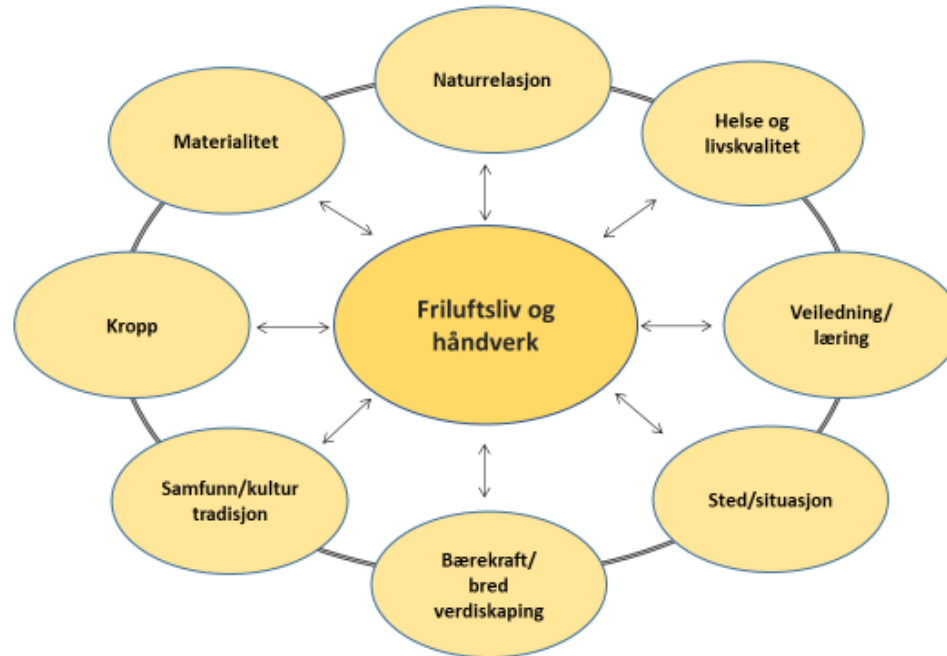 Naturrelasjon
Helse og
livskvalitet
Materialitet
Friluftsliv og
håndverk
Kropp
Veiledning/
læring
Samfunn/kultur
tradisjon
Sted/situasjon
Bærekraft/
bred
verdiskaping